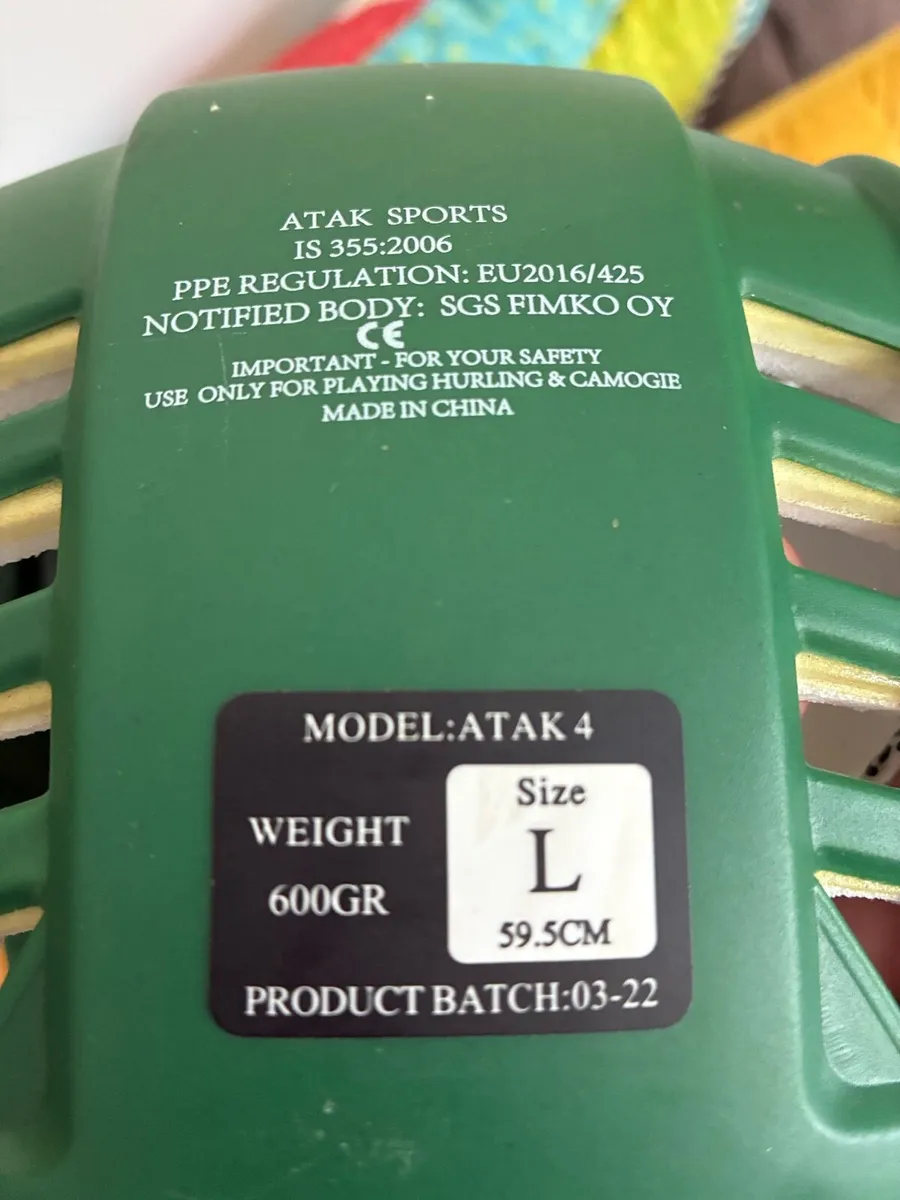 ATAK SPORTS
IS 355:2006
PPE REGULATION: EU2016/425
NOTIFIED BODY: SGS FIMKO OY
CE
IMPORTANT - FOR YOUR SAFETY
USE ONLY FOR PLAYING HURLING & CAMOGIE
MADE IN CHINA
MODEL:ATAK 4
WEIGHT
600GR
Size
L
59.5CM
PRODUCT BATCH:03-22